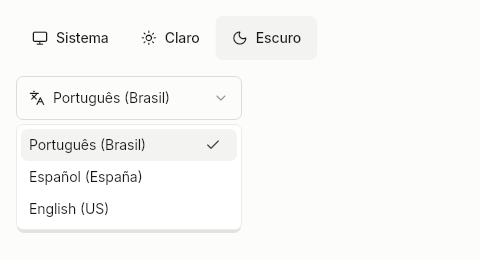 Sistema Claro Escuro
Português (Brasil)
Português (Brasil)
Español (España)
English (US)